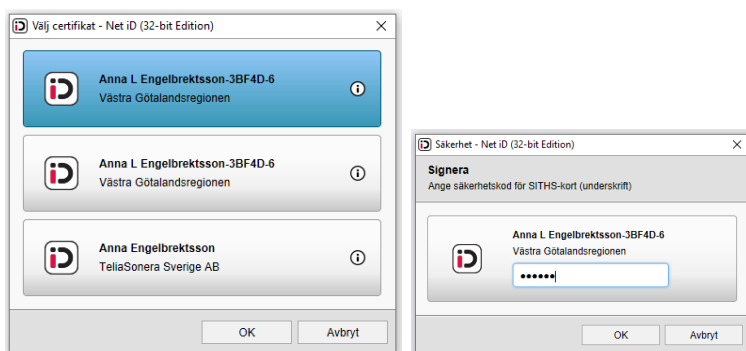 Välj certifikat - Net iD (32-bit Edition)
Anna L Engelbrektsson-3BF4D-6
Västra Götalandsregionen
Anna L Engelbrektsson-3BF4D-6
Västra Götalandsregionen
Anna Engelbrektsson
TeliaSonera Sverige AB
OK Avbryt
Säkerhet - Net iD (32-bit Edition)
Signera
Ange säkerhetskod för SITHS-kort (underskrift)
Anna L Engelbrektsson-3BF4D-6
Västra Götalandsregionen
●●●●●●
OK Avbryt